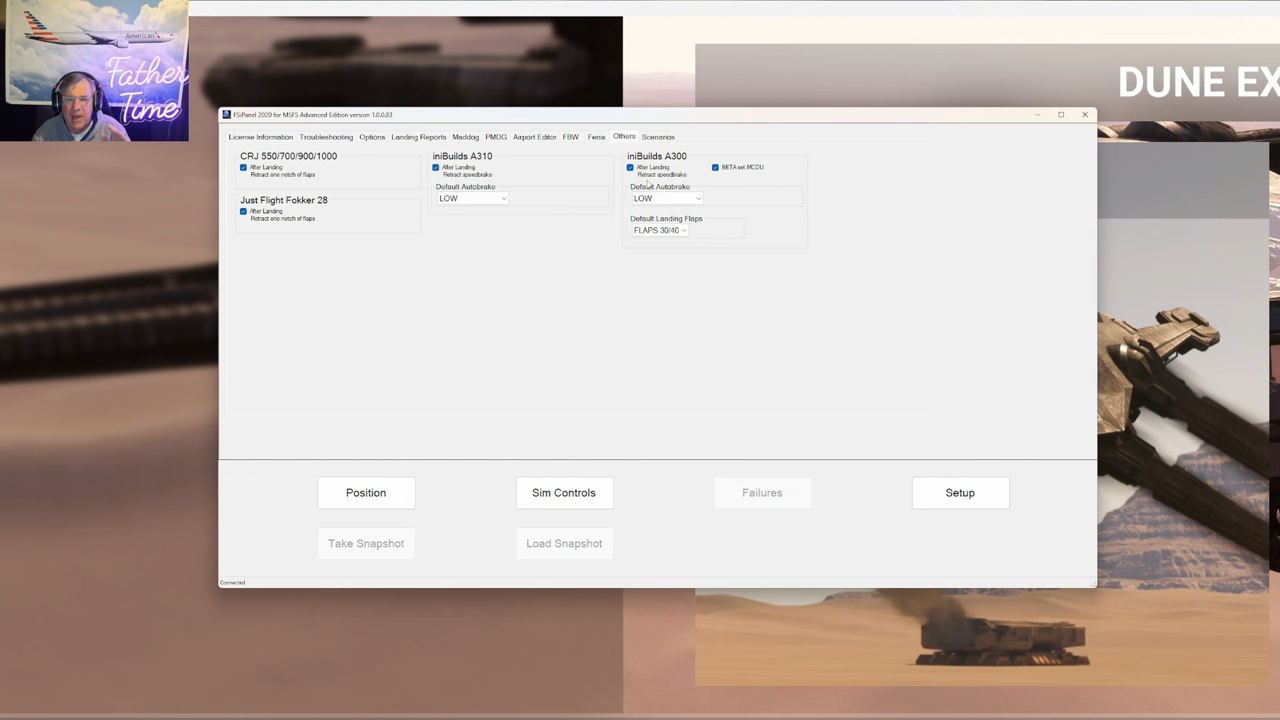 American
Father
Time
DUNE EX
FSiPanel 2020 for MSFS Advanced Edition version 1.0.0.83
License Information Troubleshooting Options Landing Reports Maddog PMDG Airport Editor FBW Fenix Others Scenarios
CRJ 550/700/900/1000
After Landing
Retract one notch of flaps
Just Flight Fokker 28
After Landing
Retract one notch of flaps
iniBuilds A310
After Landing
Retract speedbrake
Default Autobrake
LOW
iniBuilds A300
After Landing
Retract speedbrake
BETA set MCDU
Default Autobrake
LOW
Default Landing Flaps
FLAPS 30/40
Position Sim Controls Failures Setup
Take Snapshot Load Snapshot
Connected